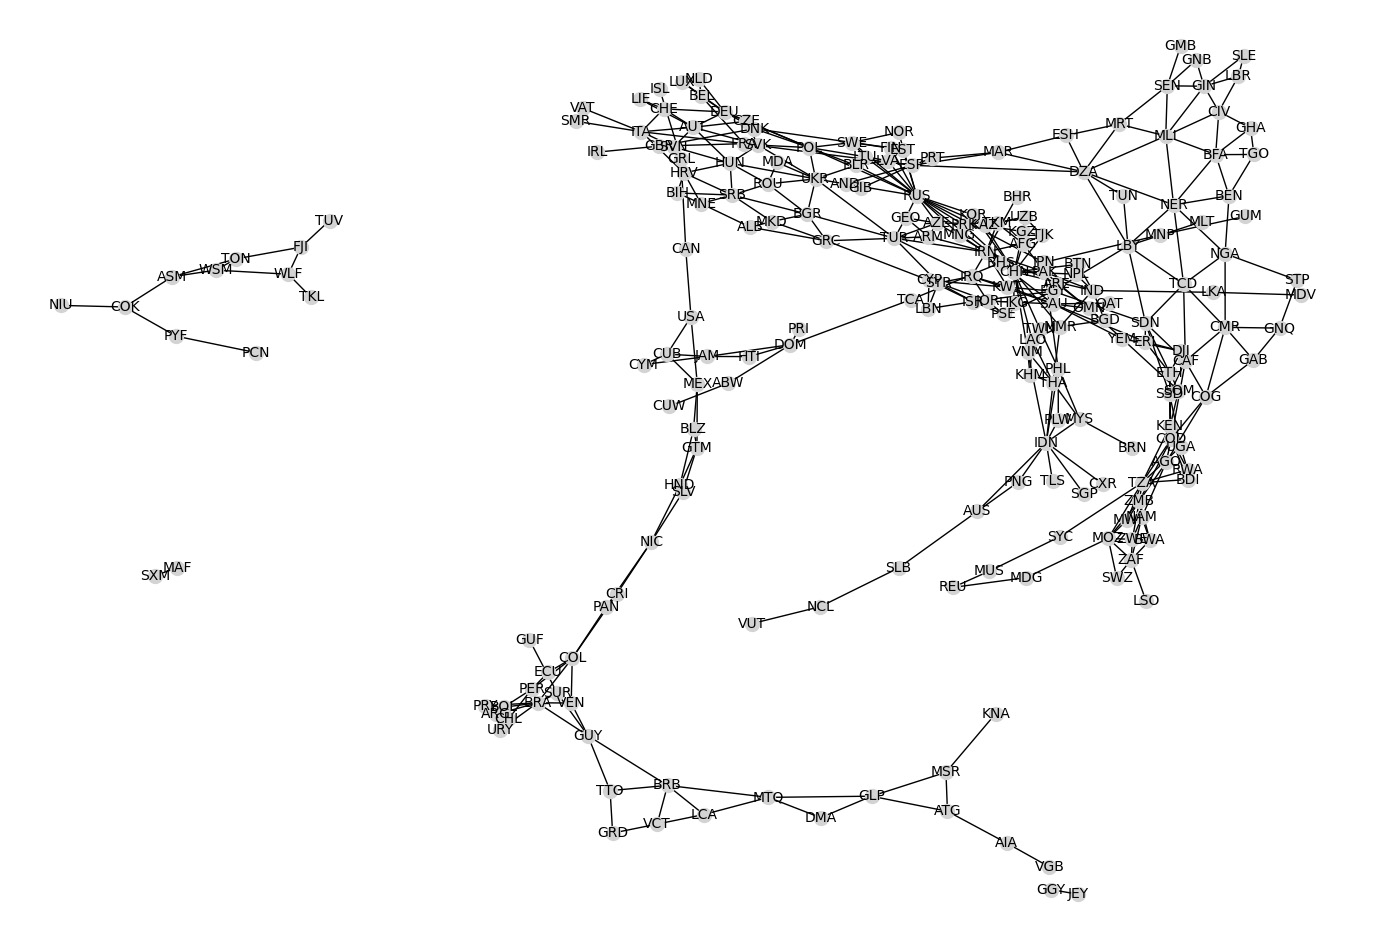 GMB
GNB
SLE
LBR
SEN
GIN
CIV
GHA
MRT
ESH
MLI
BFA
TGO
MAR
DZA
TUN
NER
BEN
MLT
GUM
MNP
LBY
NGA
STP
MDV
LKA
TCD
IND
SDN
CMR
GNQ
GAB
CAF
COG
DJI
ETH
SOM
SSD
KEN
COD
UGA
AGO
RWA
BDI
TZA
ZMB
NAM
MWI
MOZ
ZWE
BWA
ZAF
SWZ
LSO
SYC
MUS
MDG
REU
LUX
NLD
ISL
BEL
LIE
CHE
DEU
VAT
SMR
ITA
AUT
CZE
DNK
IRL
GBR
SVN
FRA
SVK
GRL
HUN
MDA
POL
SWE
NOR
FIN
EST
LTU
LVA
BLR
ESP
PRT
HRV
BIH
MNE
SRB
ROU
UKR
AND
GIB
RUS
ALB
MKD
BGR
GRC
TUR
GEO
AZE
ARM
MNG
PRK
KOR
KAZ
TKM
UZB
KGZ
TJK
AFG
BHR
IRN
BHS
CHN
JPN
PAK
BTN
NPL
ARE
EGY
IRQ
KWT
CYP
SYR
LBN
ISR
JOR
HKG
PSE
SAU
OMN
QAT
BGD
YEM
ERI
MMR
TWN
LAO
VNM
KHM
PHL
THA
PLW
MYS
BRN
IDN
PNG
TLS
SGP
CXR
AUS
SLB
NCL
VUT
CAN
USA
TCA
PRI
DOM
HTI
JAM
CUB
CYM
MEX
ABW
CUW
BLZ
GTM
HND
SLV
NIC
CRI
PAN
GUF
COL
ECU
PER
SUR
BRA
VEN
PRY
BOL
ARG
CHL
URY
GUY
TTO
BRB
GRD
VCT
LCA
MTQ
DMA
GLP
MSR
KNA
ATG
AIA
VGB
GGY
JEY
TUV
FJI
TON
WSM
ASM
WLF
TKL
NIU
COK
PYF
PCN
MAF
SXM